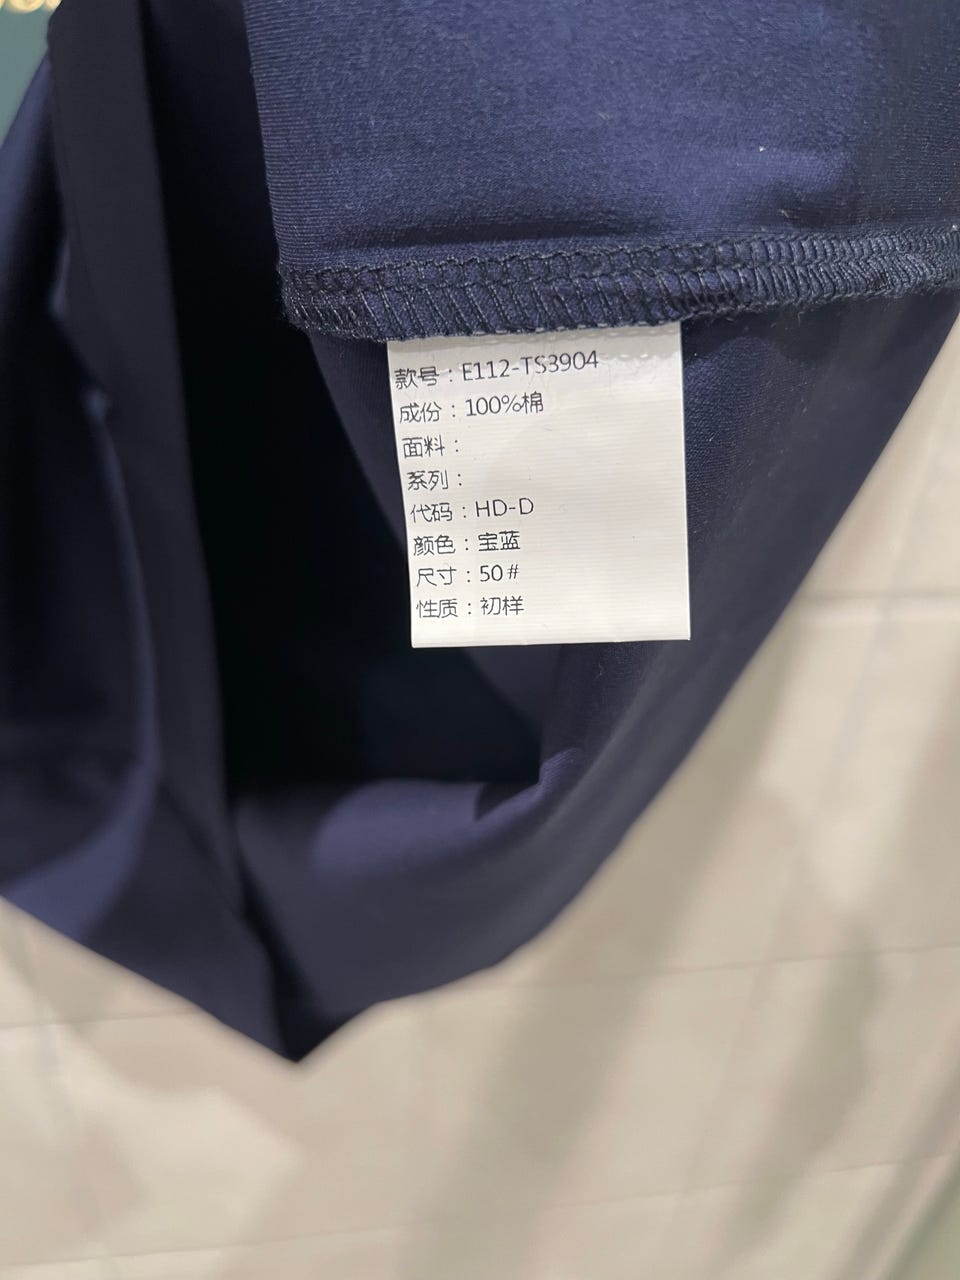 款号：E112-TS3904
成份：100%棉
面料：
系列：
代码：HD-D
颜色：宝蓝
尺寸：50#
性质：初样